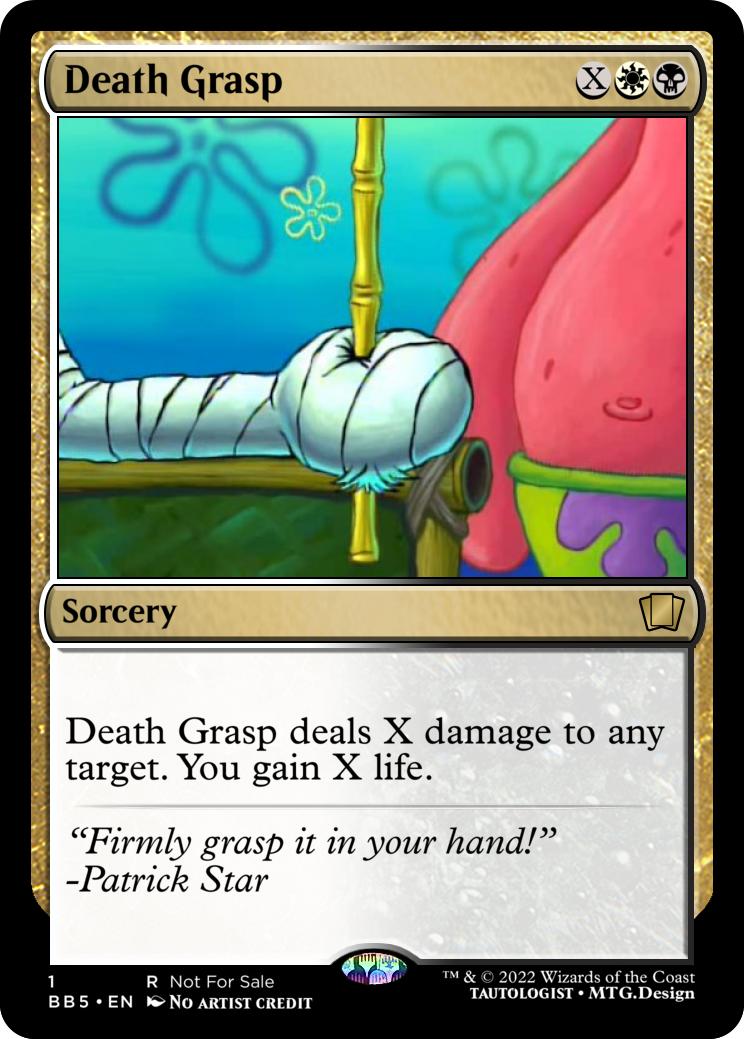 Death Grasp X
Sorcery
Death Grasp deals X damage to any
target. You gain X life.
“Firmly grasp it in your hand!”
-Patrick Star
1 R Not For Sale
BB5 • EN No artist credit
™ & © 2022 Wizards of the Coast
TAUTOLOGIST • MTG.Design